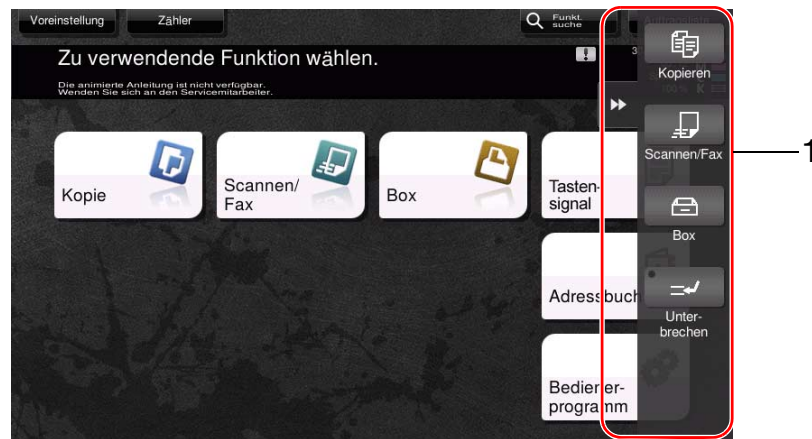 Voreinstellung
Zähler
Funkt.
suche
Zu verwendende Funktion wählen.
Die animierte Anleitung ist nicht verfügbar.
Wenden Sie sich an den Servicemitarbeiter.
Kopie
Scannen/
Fax
Box
Tasten-
signal
Adressbuch
Bediener-
programm
Kopieren
Scannen/Fax
Box
Unter-
brechen
1